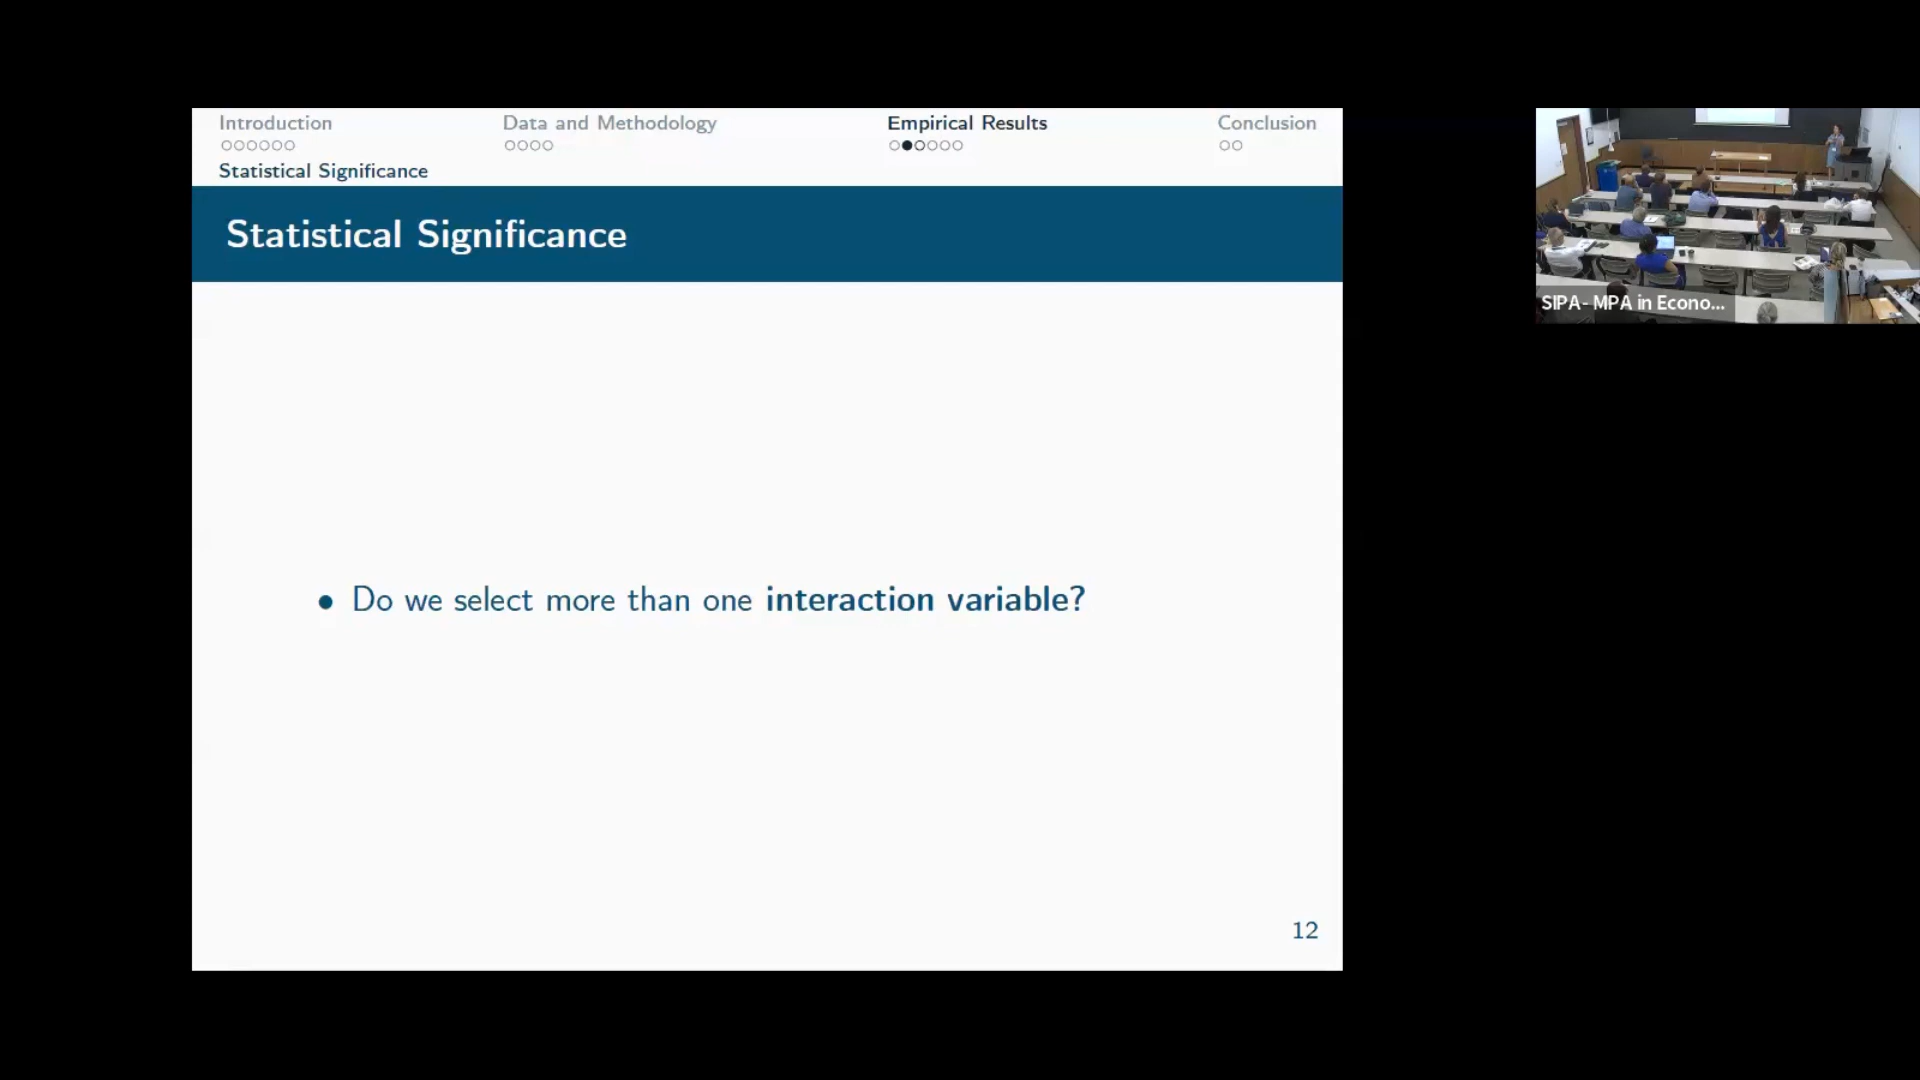 Introduction
Data and Methodology
Empirical Results
Conclusion
Statistical Significance
Statistical Significance
• Do we select more than one interaction variable?
12
SIPA- MPA in Econo...